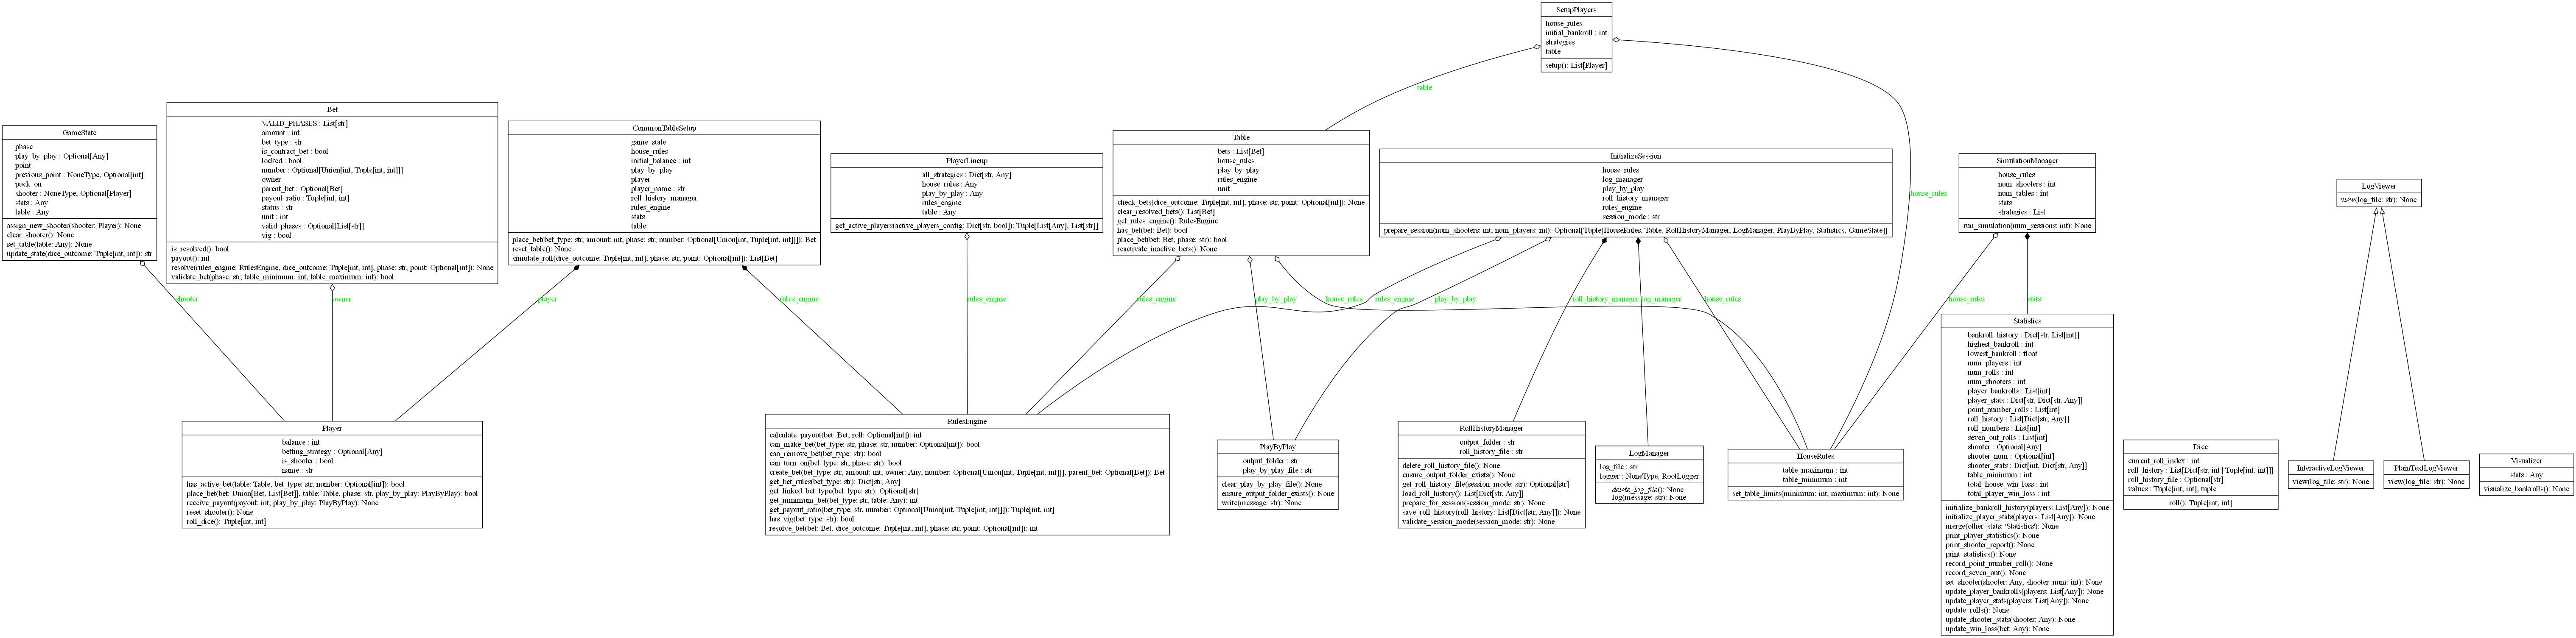 SetupPlayers
house_rules
initial_bankroll : int
strategies
table
setup(): List[Player]
table
house_rules
GameState
phase
play_by_play : Optional[Any]
point
previous_point : NoneType, Optional[int]
puck_on
shooter : NoneType, Optional[Player]
stats : Any
table : Any
assign_new_shooter(shooter: Player): None
clear_shooter(): None
set_table(table: Any): None
update_state(dice_outcome: Tuple[int, int]): str
Bet
VALID_PHASES : List[str]
amount : int
bet_type : str
is_contract_bet : bool
locked : bool
number : Optional[Union[int, Tuple[int, int]]]
owner
parent_bet : Optional[Bet]
payout_ratio : Tuple[int, int]
status : str
unit : int
valid_phases : Optional[List[str]]
vig : bool
is_resolved(): bool
payout(): int
resolve(rules_engine: RulesEngine, dice_outcome: Tuple[int, int], phase: str, point: Optional[int]): None
validate_bet(phase: str, table_minimum: int, table_maximum: int): bool
CommonTableSetup
game_state
house_rules
initial_balance : int
play_by_play
player
player_name : str
roll_history_manager
rules_engine
stats
table
place_bet(bet_type: str, amount: int, phase: str, number: Optional[Union[int, Tuple[int, int]]]): Bet
reset_table(): None
simulate_roll(dice_outcome: Tuple[int, int], phase: str, point: Optional[int]): List[Bet]
PlayerLineup
all_strategies : Dict[str, Any]
house_rules : Any
play_by_play : Any
rules_engine
table : Any
get_active_players(active_players_config: Dict[str, bool]): Tuple[List[Any], List[str]]
Table
bets : List[Bet]
house_rules
play_by_play
rules_engine
unit
check_bets(dice_outcome: Tuple[int, int], phase: str, point: Optional[int]): None
clear_resolved_bets(): List[Bet]
get_rules_engine(): RulesEngine
has_bet(bet: Bet): bool
place_bet(bet: Bet, phase: str): bool
reactivate_inactive_bets(): None
InitializeSession
house_rules
log_manager
play_by_play
roll_history_manager
rules_engine
session_mode : str
prepare_session(num_shooters: int, num_players: int): Optional[Tuple[HouseRules, Table, RollHistoryManager, LogManager, PlayByPlay, Statistics, GameState]]
SimulationManager
house_rules
num_shooters : int
num_tables : int
stats
strategies : List
run_simulation(num_sessions: int): None
LogViewer
view(log_file: str): None
shooter
owner
player
rules_engine
rules_engine
rules_engine
play_by_play
house_rules
rules_engine
play_by_play
roll_history_manager
log_manager
house_rules
house_rules
stats
Player
balance : int
betting_strategy : Optional[Any]
is_shooter : bool
name : str
has_active_bet(table: Table, bet_type: str, number: Optional[int]): bool
place_bet(bet: Union[Bet, List[Bet]], table: Table, phase: str, play_by_play: PlayByPlay): bool
receive_payout(payout: int, play_by_play: PlayByPlay): None
reset_shooter(): None
roll_dice(): Tuple[int, int]
RulesEngine
calculate_payout(bet: Bet, roll: Optional[int]): int
can_make_bet(bet_type: str, phase: str, number: Optional[int]): bool
can_remove_bet(bet_type: str): bool
can_turn_on(bet_type: str, phase: str): bool
create_bet(bet_type: str, amount: int, owner: Any, number: Optional[Union[int, Tuple[int, int]]], parent_bet: Optional[Bet]): Bet
get_bet_rules(bet_type: str): Dict[str, Any]
get_linked_bet_type(bet_type: str): Optional[str]
get_minimum_bet(bet_type: str, table: Any): int
get_payout_ratio(bet_type: str, number: Optional[Union[int, Tuple[int, int]]]): Tuple[int, int]
has_vig(bet_type: str): bool
resolve_bet(bet: Bet, dice_outcome: Tuple[int, int], phase: str, point: Optional[int]): int
PlayByPlay
output_folder : str
play_by_play_file : str
clear_play_by_play_file(): None
ensure_output_folder_exists(): None
write(message: str): None
RollHistoryManager
output_folder : str
roll_history_file : str
delete_roll_history_file(): None
ensure_output_folder_exists(): None
get_roll_history_file(session_mode: str): Optional[str]
load_roll_history(): List[Dict[str, Any]]
prepare_for_session(session_mode: str): None
save_roll_history(roll_history: List[Dict[str, Any]]): None
validate_session_mode(session_mode: str): None
LogManager
log_file : str
logger : NoneType, RootLogger
delete_log_file(): None
log(message: str): None
HouseRules
table_maximum : int
table_minimum : int
set_table_limits(minimum: int, maximum: int): None
Statistics
bankroll_history : Dict[str, List[int]]
highest_bankroll : int
lowest_bankroll : float
num_players : int
num_rolls : int
num_shooters : int
player_bankrolls : List[int]
player_stats : Dict[str, Dict[str, Any]]
point_number_rolls : List[int]
roll_history : List[Dict[str, Any]]
roll_numbers : List[int]
seven_out_rolls : List[int]
shooter : Optional[Any]
shooter_num : Optional[int]
shooter_stats : Dict[int, Dict[str, Any]]
table_minimum : int
total_house_win_loss : int
total_player_win_loss : int
initialize_bankroll_history(players: List[Any]): None
initialize_player_stats(players: List[Any]): None
merge(other_stats: 'Statistics'): None
print_player_statistics(): None
print_shooter_report(): None
print_statistics(): None
record_point_number_roll(): None
record_seven_out(): None
set_shooter(shooter: Any, shooter_num: int): None
update_player_bankrolls(players: List[Any]): None
update_player_stats(players: List[Any]): None
update_rolls(): None
update_shooter_stats(shooter: Any): None
update_win_loss(bet: Any): None
Dice
current_roll_index : int
roll_history : List[Dict[str, int | Tuple[int, int]]]
roll_history_file : Optional[str]
values : Tuple[int, int], tuple
roll(): Tuple[int, int]
InteractiveLogViewer
view(log_file: str): None
PlainTextLogViewer
view(log_file: str): None
Visualizer
stats : Any
visualize_bankrolls(): None